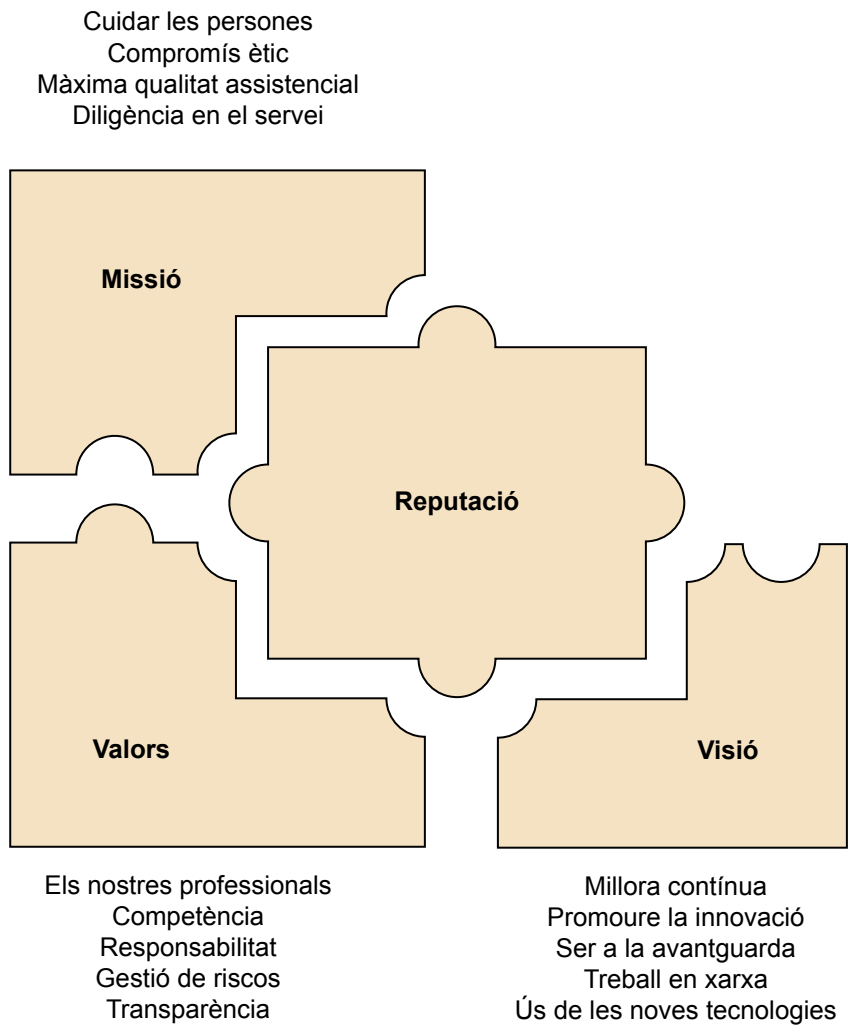 Cuidar les persones
Compromís ètic
Màxima qualitat assistencial
Diligència en el servei
Missió
Reputació
Valors
Visió
Els nostres professionals
Competència
Responsabilitat
Gestió de riscos
Transparència
Millora contínua
Promoure la innovació
Ser a la avantguarda
Treball en xarxa
Ús de les noves tecnologies